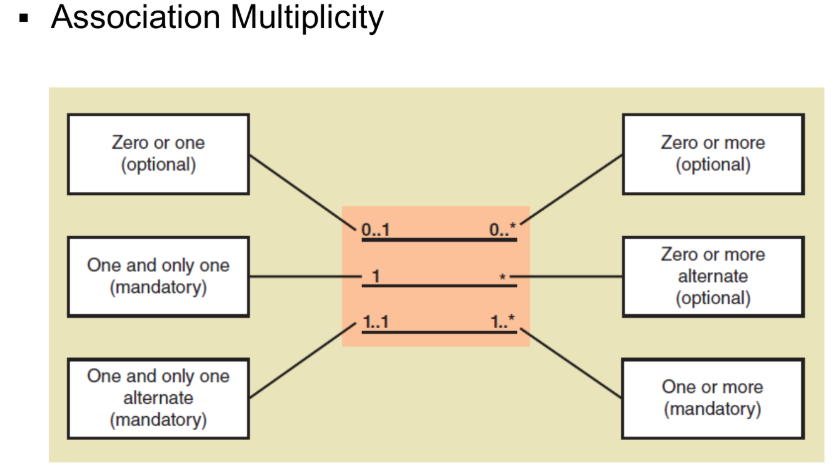 ▪ Association Multiplicity
Zero or one
(optional)
Zero or more
(optional)
0..1
0..*
One and only one
(mandatory)
1
*
Zero or more
alternate
(optional)
1..1
1..*
One and only one
alternate
(mandatory)
One or more
(mandatory)